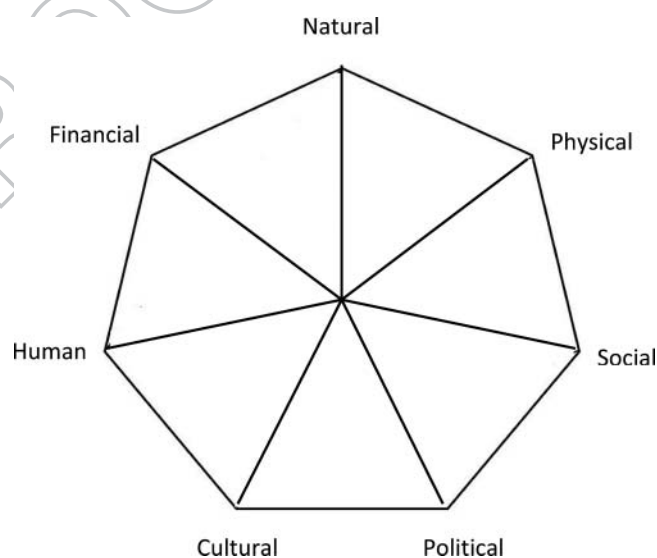 Natural
Financial
Physical
Human
Social
Cultural
Political